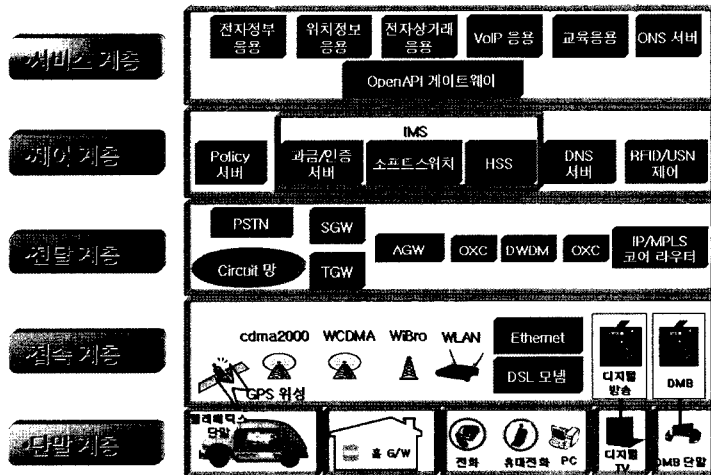 서비스 계층
전자정부
응용
위치정보
응용
전자상거래
응용
VoIP 응용
교육응용
ONS 서버
OpenAPI 게이트웨이
제어 계층
IMS
Policy
서버
과금/인증
서버
소프트스위치
HSS
DNS
서버
RFID/USN
제어
전달 계층
PSTN
SGW
Circuit 망
TGW
AGW
OXC
DWDM
OXC
IP/MPLS
코어 라우터
접속 계층
cdma2000
WCDMA
WiBro
WLAN
Ethernet
DSL 모뎀
GPS 위성
디지털
방송
DMB
단말 계층
텔레매틱스
단말
홈 G/W
전화
휴대전화
PC
디지털
TV
DMB 단말